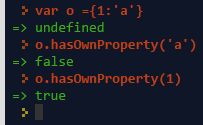 > var o ={1:'a'}
=> undefined
> o.hasOwnProperty('a')
=> false
> o.hasOwnProperty(1)
=> true
>